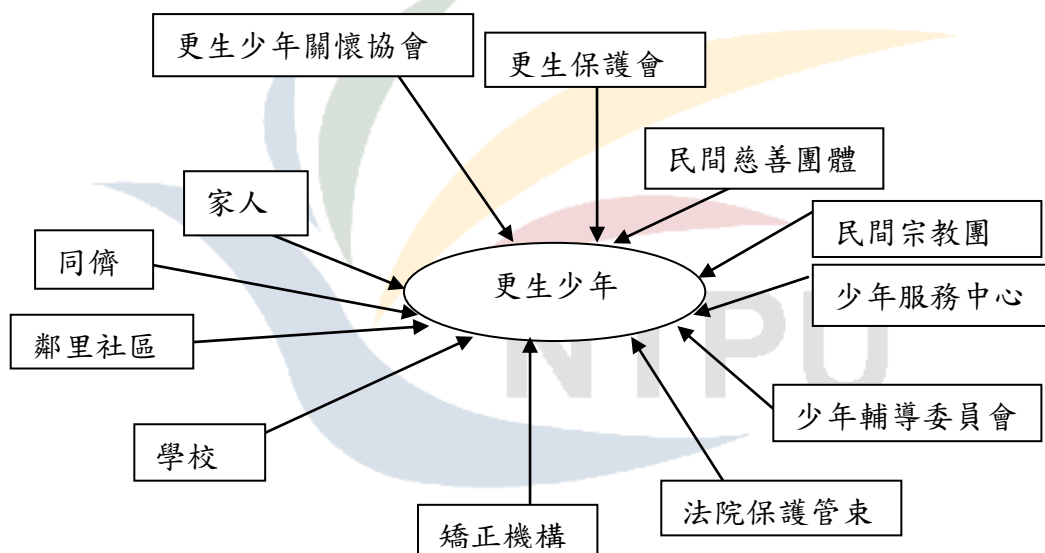 更生少年關懷協會
更生保護會
民間慈善團體
家人
民間宗教團
同儕
更生少年
少年服務中心
鄰里社區
NTPU
少年輔導委員會
學校
法院保護管束
矯正機構